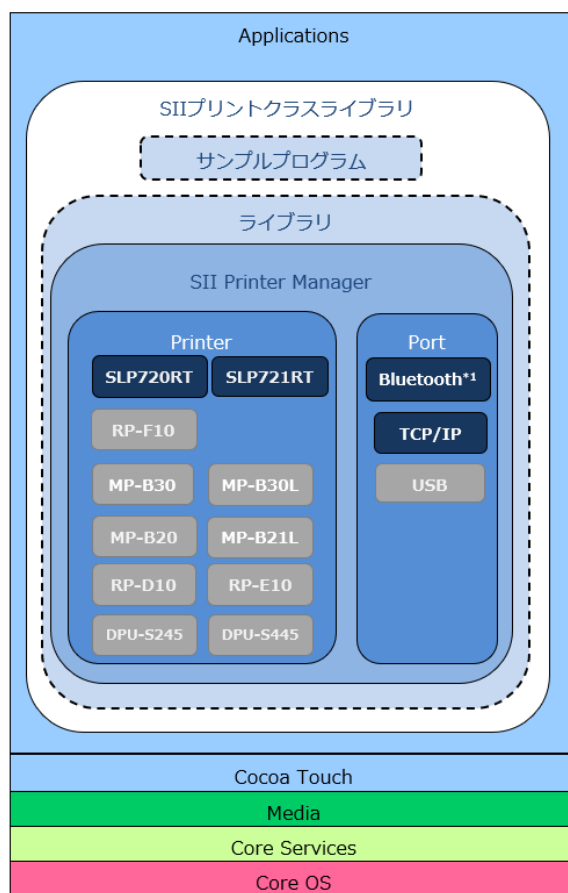 Applications
SIIプリントクラスライブラリ
サンプルプログラム
ライブラリ
SII Printer Manager
Printer
SLP720RT
SLP721RT
RP-F10
MP-B30
MP-B30L
MP-B20
MP-B21L
RP-D10
RP-E10
DPU-S245
DPU-S445
Port
Bluetooth*1
TCP/IP
USB
Cocoa Touch
Media
Core Services
Core OS